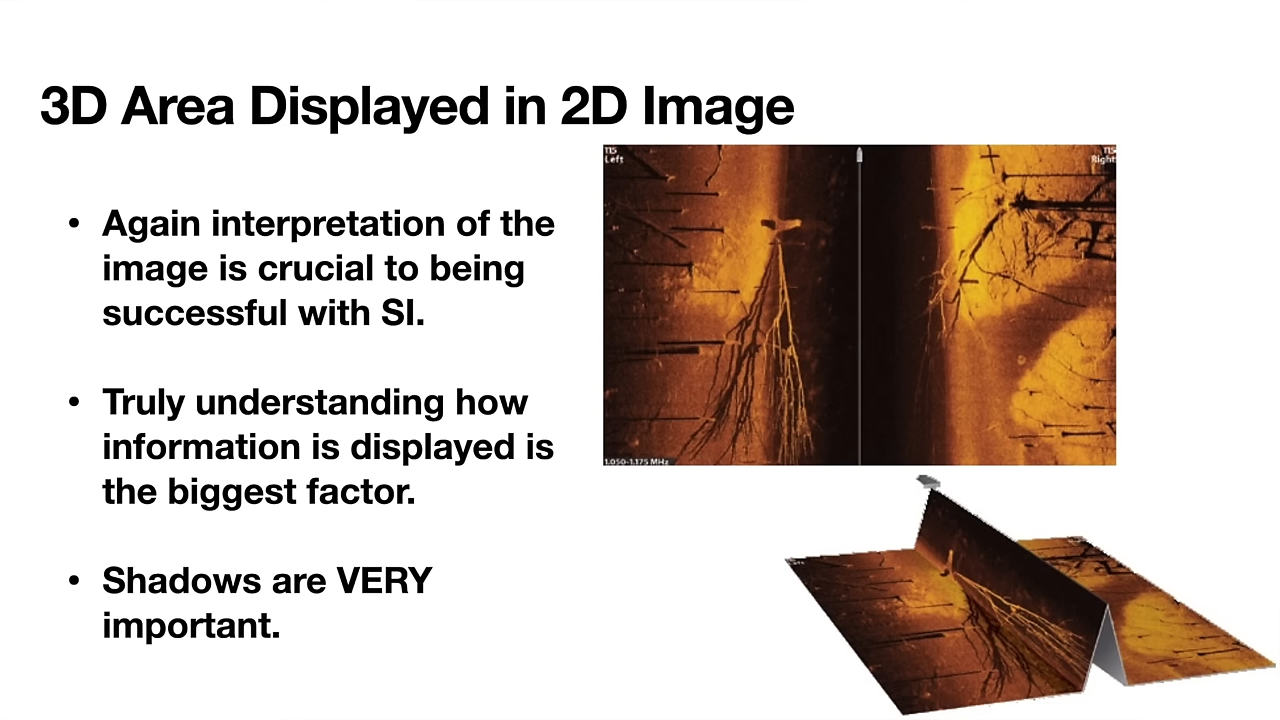 3D Area Displayed in 2D Image
• Again interpretation of the
image is crucial to being
successful with SI.
• Truly understanding how
information is displayed is
the biggest factor.
• Shadows are VERY
important.
115
Left
115
Right
1.050-1.175 MHz